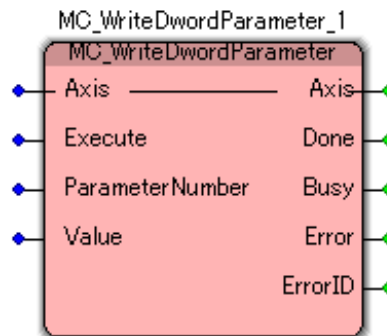 MC_WriteDwordParameter_1
MC_WriteDwordParameter
Axis Axis
Execute Done
ParameterNumber Busy
Value Error
ErrorID